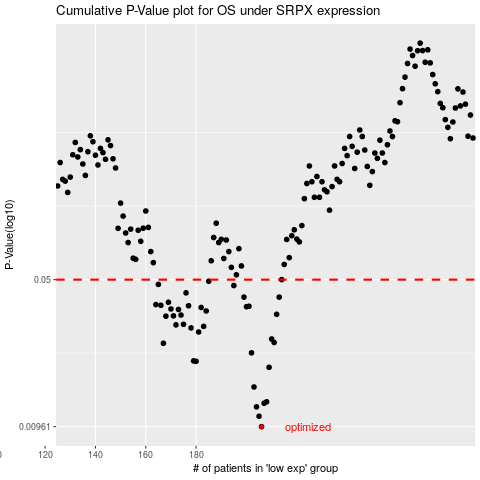 Cumulative P-Value plot for OS under SRPX expression
P-Value(log10)
0.05
0.00961
optimized
0 120 140 160 180
# of patients in 'low exp' group